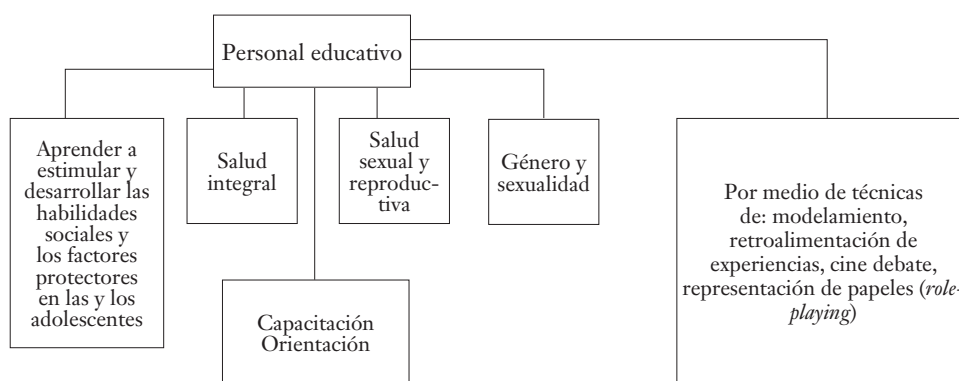 Personal educativo
Aprender a
estimular y
desarrollar las
habilidades
sociales y
los factores
protectores
en las y los
adolescentes
Salud
integral
Salud
sexual y
reproduc-
tiva
Género y
sexualidad
Capacitación
Orientación
Por medio de técnicas
de: modelamiento,
retroalimentación de
experiencias, cine debate,
representación de papeles (role-
playing)